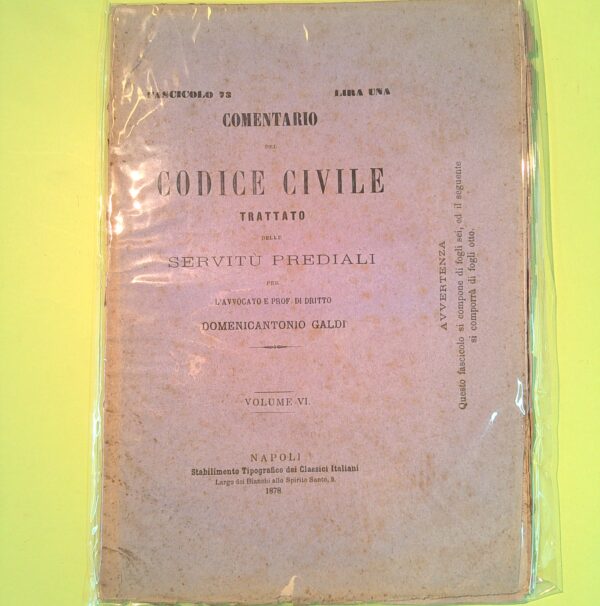 FASCICOLO 73 LIRA UNA
COMENTARIO
DEL
CODICE CIVILE
TRATTATO
DELLE
SERVITÙ PREDIALI
PER
L'AVVOCATO E PROF. DI DRITTO
DOMENICANTONIO GALDI
VOLUME VI.
NAPOLI
Stabilimento Tipografico dei Classici Italiani
Largo dei Bianchi allo Spirito Santo, 2.
1878
AVVERTENZA
Questo fascicolo si compone di fogli sei, ed il seguente
si comporrà di fogli otto.